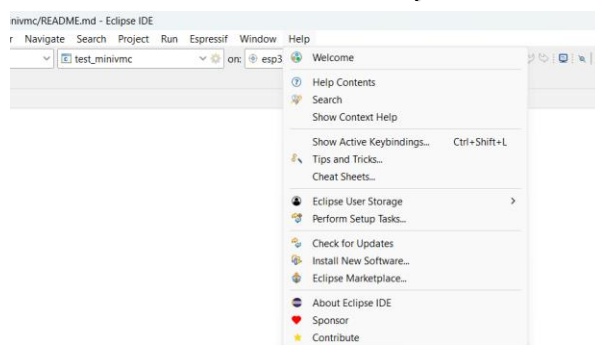 nivmc/README.md - Eclipse IDE
r Navigate Search Project Run Espressif Window Help
test_minivmc on: esp3
Welcome
Help Contents
Search
Show Context Help
Show Active Keybindings... Ctrl+Shift+L
Tips and Tricks...
Cheat Sheets...
Eclipse User Storage
Perform Setup Tasks...
Check for Updates
Install New Software...
Eclipse Marketplace...
About Eclipse IDE
Sponsor
Contribute